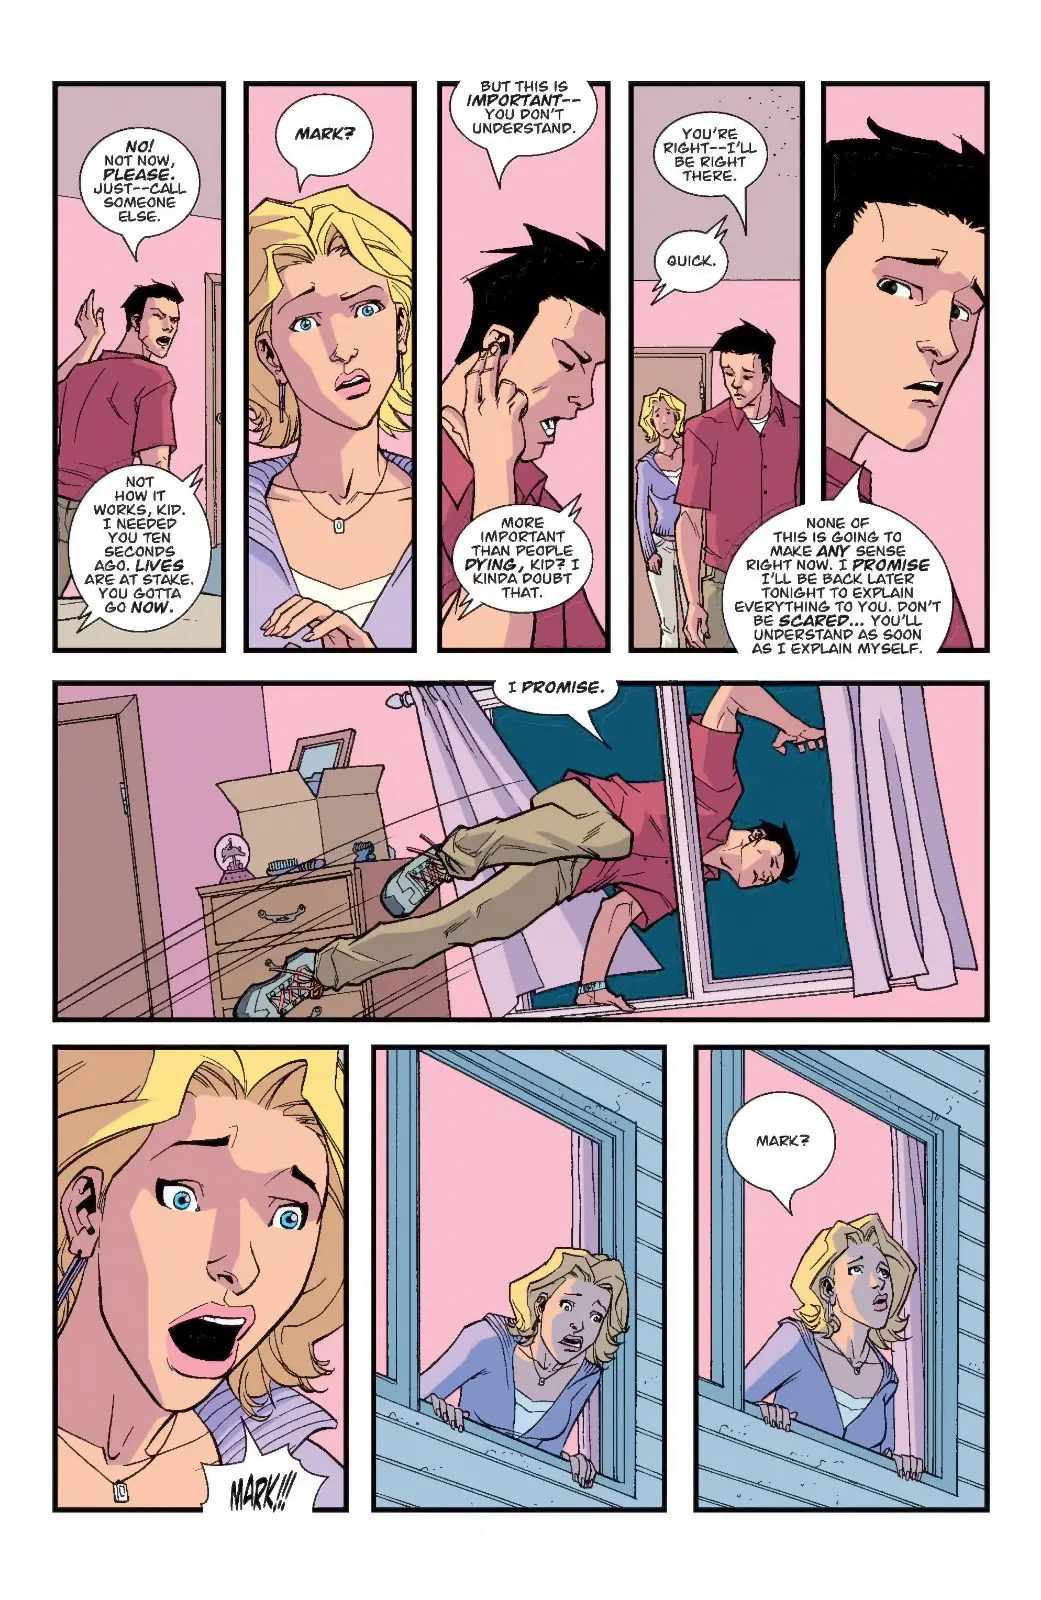 NO!
NOT NOW,
PLEASE.
JUST--CALL
SOMEONE
ELSE.
NOT
HOW IT
WORKS, KID.
I NEEDED
YOU TEN
SECONDS
AGO. LIVES
ARE AT STAKE.
YOU GOTTA
GO NOW.
MARK?
BUT THIS IS
IMPORTANT--
YOU DON'T
UNDERSTAND.
MORE
IMPORTANT
THAN PEOPLE
DYING, KID? I
KINDA DOUBT
THAT.
YOU'RE
RIGHT--I'LL
BE RIGHT
THERE.
QUICK.
NONE OF
THIS IS GOING TO
MAKE ANY SENSE
RIGHT NOW. I PROMISE
I'LL BE BACK LATER
TONIGHT TO EXPLAIN
EVERYTHING TO YOU. DON'T
BE SCARED... YOU'LL
UNDERSTAND AS SOON
AS I EXPLAIN MYSELF.
I PROMISE.
MARK!!!
MARK?